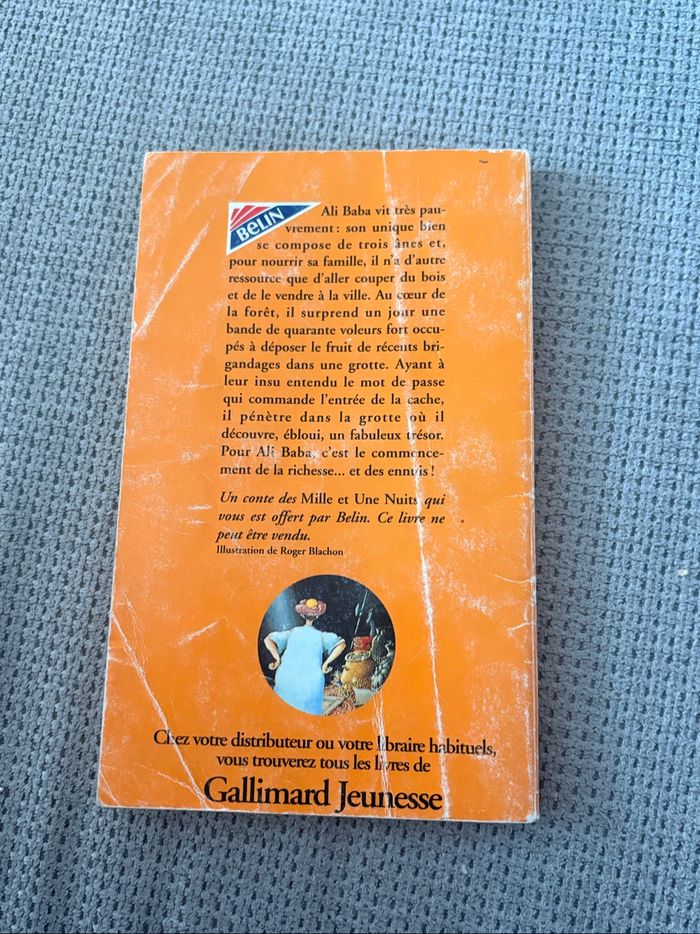 BeLIN
Ali Baba vit très pau-
vrement : son unique bien
se compose de trois ânes et,
pour nourrir sa famille, il n'a d'autre
ressource que d'aller couper du bois
et de le vendre à la ville. Au cœur de
la forêt, il surprend un jour une
bande de quarante voleurs fort occu-
pés à déposer le fruit de récents bri-
gandages dans une grotte. Ayant à
leur insu entendu le mot de passe
qui commande l'entrée de la cache,
il pénètre dans la grotte où il
découvre, ébloui, un fabuleux trésor.
Pour Ali Baba, c'est le commence-
ment de la richesse... et des ennuis !
Un conte des Mille et Une Nuits qui
vous est offert par Belin. Ce livre ne
peut être vendu.
Illustration de Roger Blachon
Chez votre distributeur ou votre libraire habituels,
vous trouverez tous les livres de
Gallimard Jeunesse